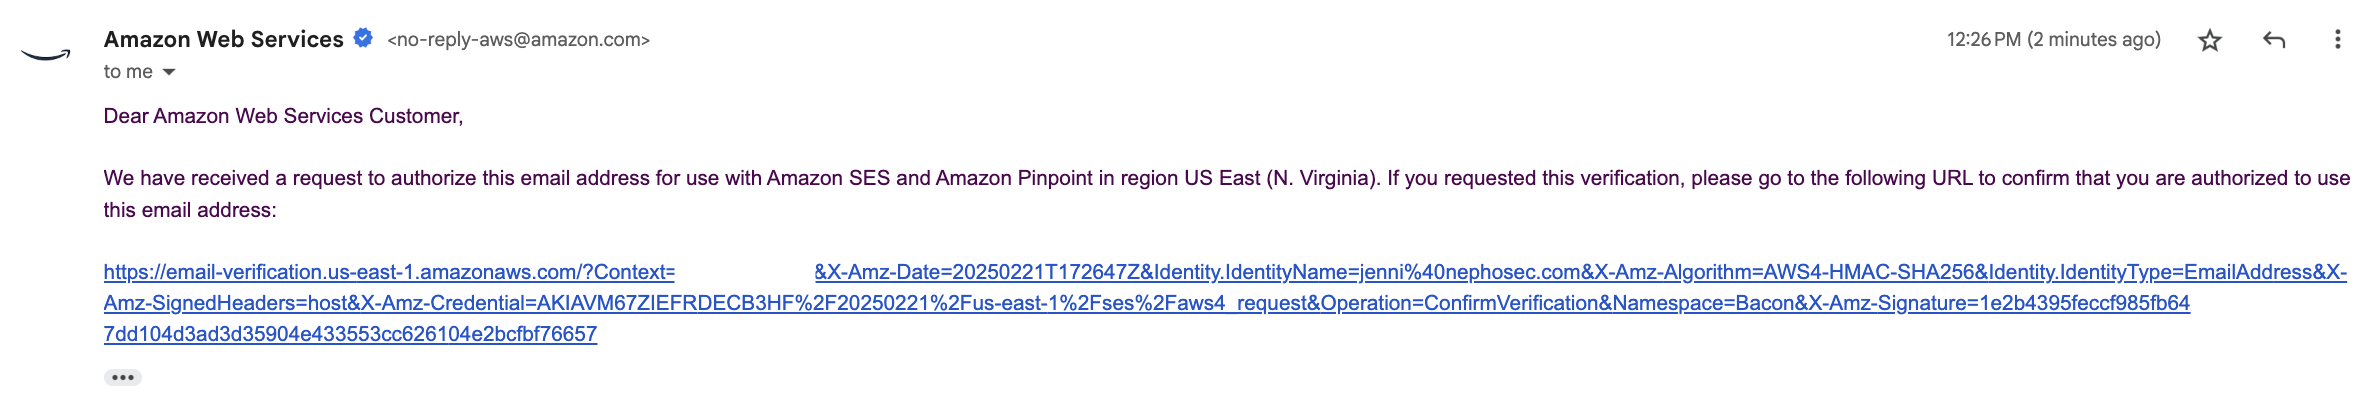 Amazon Web Services <no-reply-aws@amazon.com> 12:26 PM (2 minutes ago)
to me
Dear Amazon Web Services Customer,
We have received a request to authorize this email address for use with Amazon SES and Amazon Pinpoint in region US East (N. Virginia). If you requested this verification, please go to the following URL to confirm that you are authorized to use
this email address:
https://email-verification.us-east-1.amazonaws.com/?Context= &X-Amz-Date=20250221T172647Z&Identity.IdentityName=jenni%40nephosec.com&X-Amz-Algorithm=AWS4-HMAC-SHA256&Identity.IdentityType=EmailAddress&X-
Amz-SignedHeaders=host&X-Amz-Credential=AKIAVM67ZIEFRDECB3HF%2F20250221%2Fus-east-1%2Fses%2Faws4_request&Operation=ConfirmVerification&Namespace=Bacon&X-Amz-Signature=1e2b4395feccf985fb64
7dd104d3ad3d35904e433553cc626104e2bcfbf76657